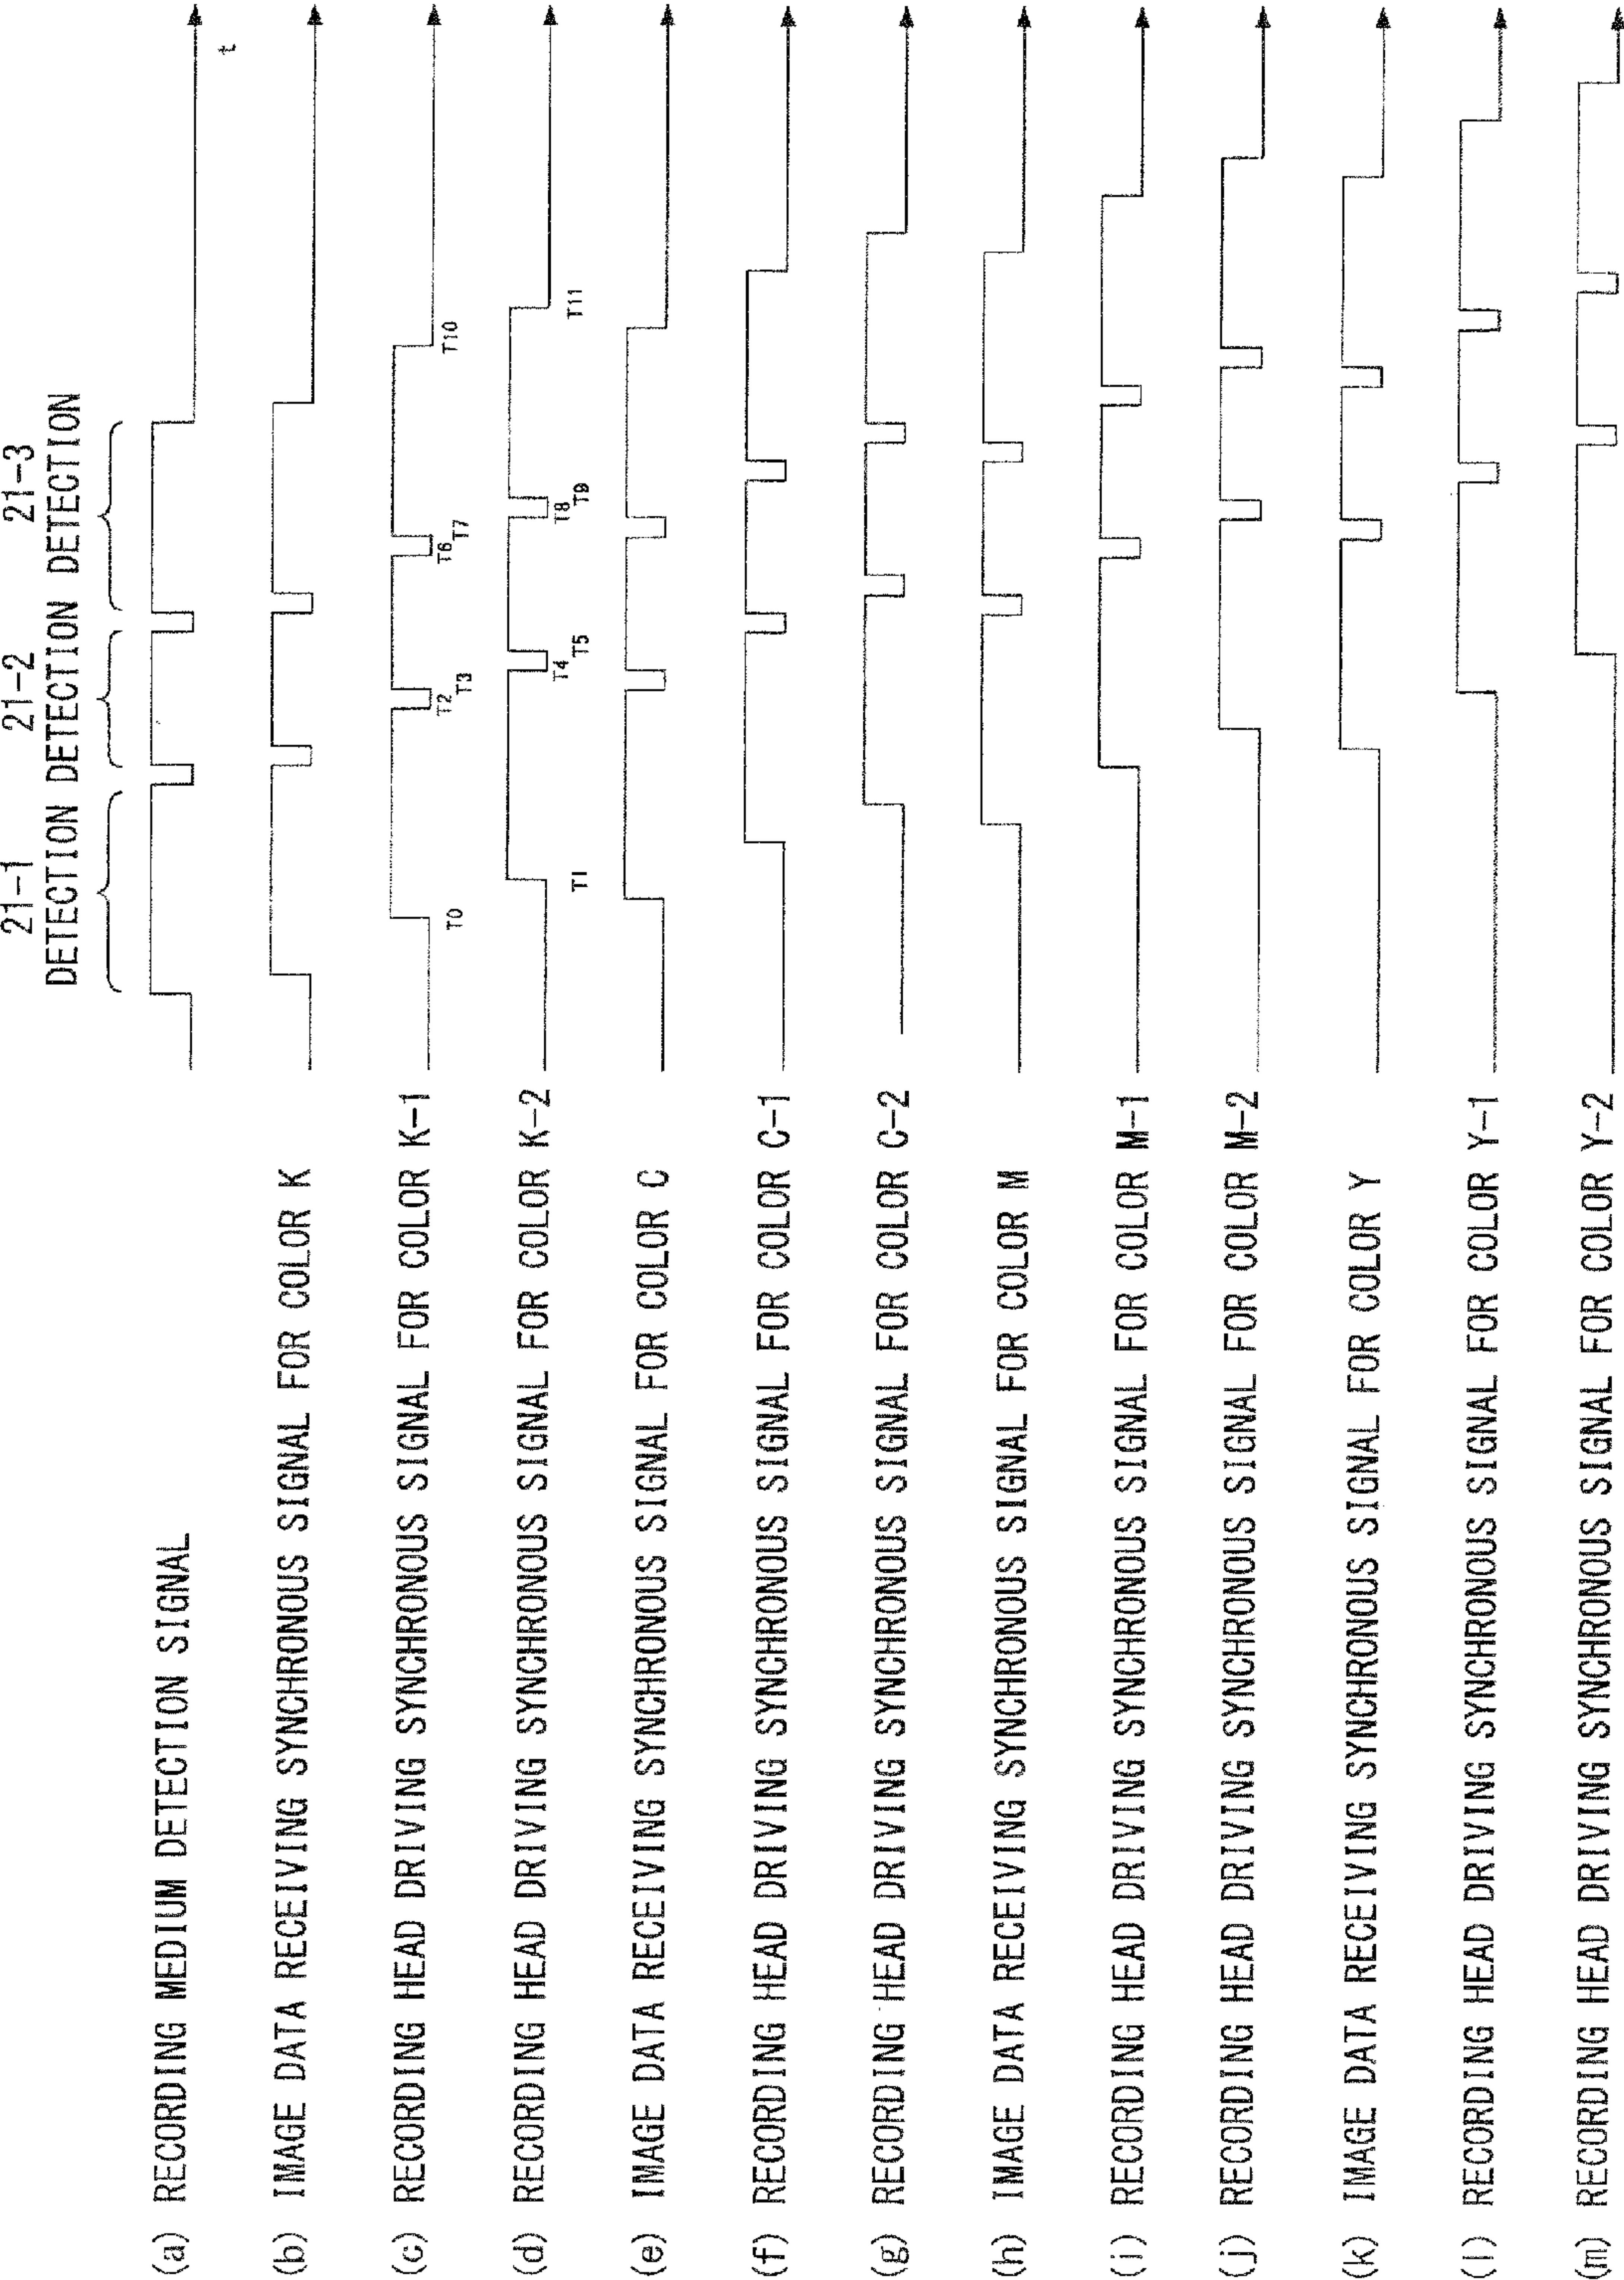 21-1 21-2 21-3
DETECTION DETECTION DETECTION
(a) RECORDING MEDIUM DETECTION SIGNAL
t
(b) IMAGE DATA RECEIVING SYNCHRONOUS SIGNAL FOR COLOR K
(c) RECORDING HEAD DRIVING SYNCHRONOUS SIGNAL FOR COLOR K-1
T0 T2 T3 T6 T7 T10
(d) RECORDING HEAD DRIVING SYNCHRONOUS SIGNAL FOR COLOR K-2
T1 T4 T5 T8 T9 T11
(e) IMAGE DATA RECEIVING SYNCHRONOUS SIGNAL FOR COLOR C
(f) RECORDING HEAD DRIVING SYNCHRONOUS SIGNAL FOR COLOR C-1
(g) RECORDING HEAD DRIVING SYNCHRONOUS SIGNAL FOR COLOR C-2
(h) IMAGE DATA RECEIVING SYNCHRONOUS SIGNAL FOR COLOR M
(i) RECORDING HEAD DRIVING SYNCHRONOUS SIGNAL FOR COLOR M-1
(j) RECORDING HEAD DRIVING SYNCHRONOUS SIGNAL FOR COLOR M-2
(k) IMAGE DATA RECEIVING SYNCHRONOUS SIGNAL FOR COLOR Y
(l) RECORDING HEAD DRIVING SYNCHRONOUS SIGNAL FOR COLOR Y-1
(m) RECORDING HEAD DRIVING SYNCHRONOUS SIGNAL FOR COLOR Y-2